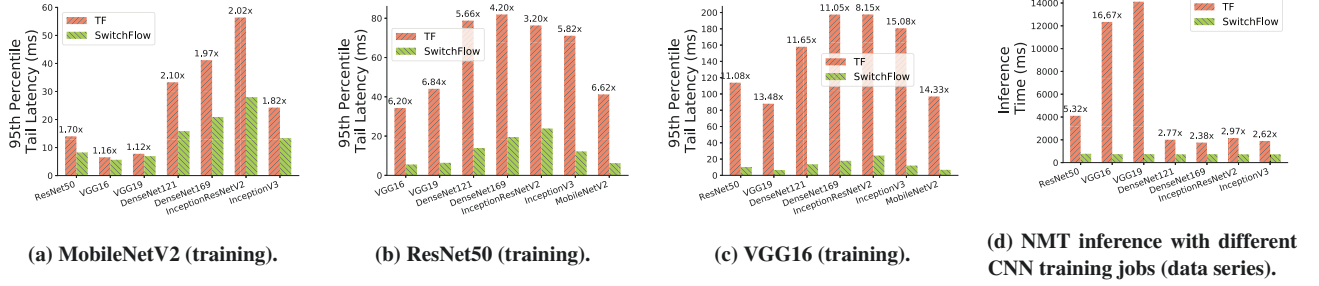 95th Percentile
Tail Latency (ms)
60
50
40
30
20
10
0
TF
SwitchFlow
1.70x
1.16x
1.12x
2.10x
1.97x
2.02x
1.82x
ResNet50
VGG16
VGG19
DenseNet121
DenseNet169
InceptionResNetV2
InceptionV3
(a) MobileNetV2 (training).
95th Percentile
Tail Latency (ms)
80
60
40
20
0
TF
SwitchFlow
6.20x
6.84x
5.66x
4.20x
3.20x
5.82x
6.62x
VGG16
VGG19
DenseNet121
DenseNet169
InceptionResNetV2
InceptionV3
MobileNetV2
(b) ResNet50 (training).
95th Percentile
Tail Latency (ms)
200
180
160
140
120
100
80
60
40
20
0
TF
SwitchFlow
11.08x
13.48x
11.65x
11.05x
8.15x
15.08x
14.33x
ResNet50
VGG19
DenseNet121
DenseNet169
InceptionResNetV2
InceptionV3
MobileNetV2
(c) VGG16 (training).
Inference
Time (ms)
14000
12000
10000
8000
6000
4000
2000
0
TF
SwitchFlow
5.32x
16.67x
2.77x
2.38x
2.97x
2.62x
ResNet50
VGG16
VGG19
DenseNet121
DenseNet169
InceptionResNetV2
InceptionV3
(d) NMT inference with different
CNN training jobs (data series).